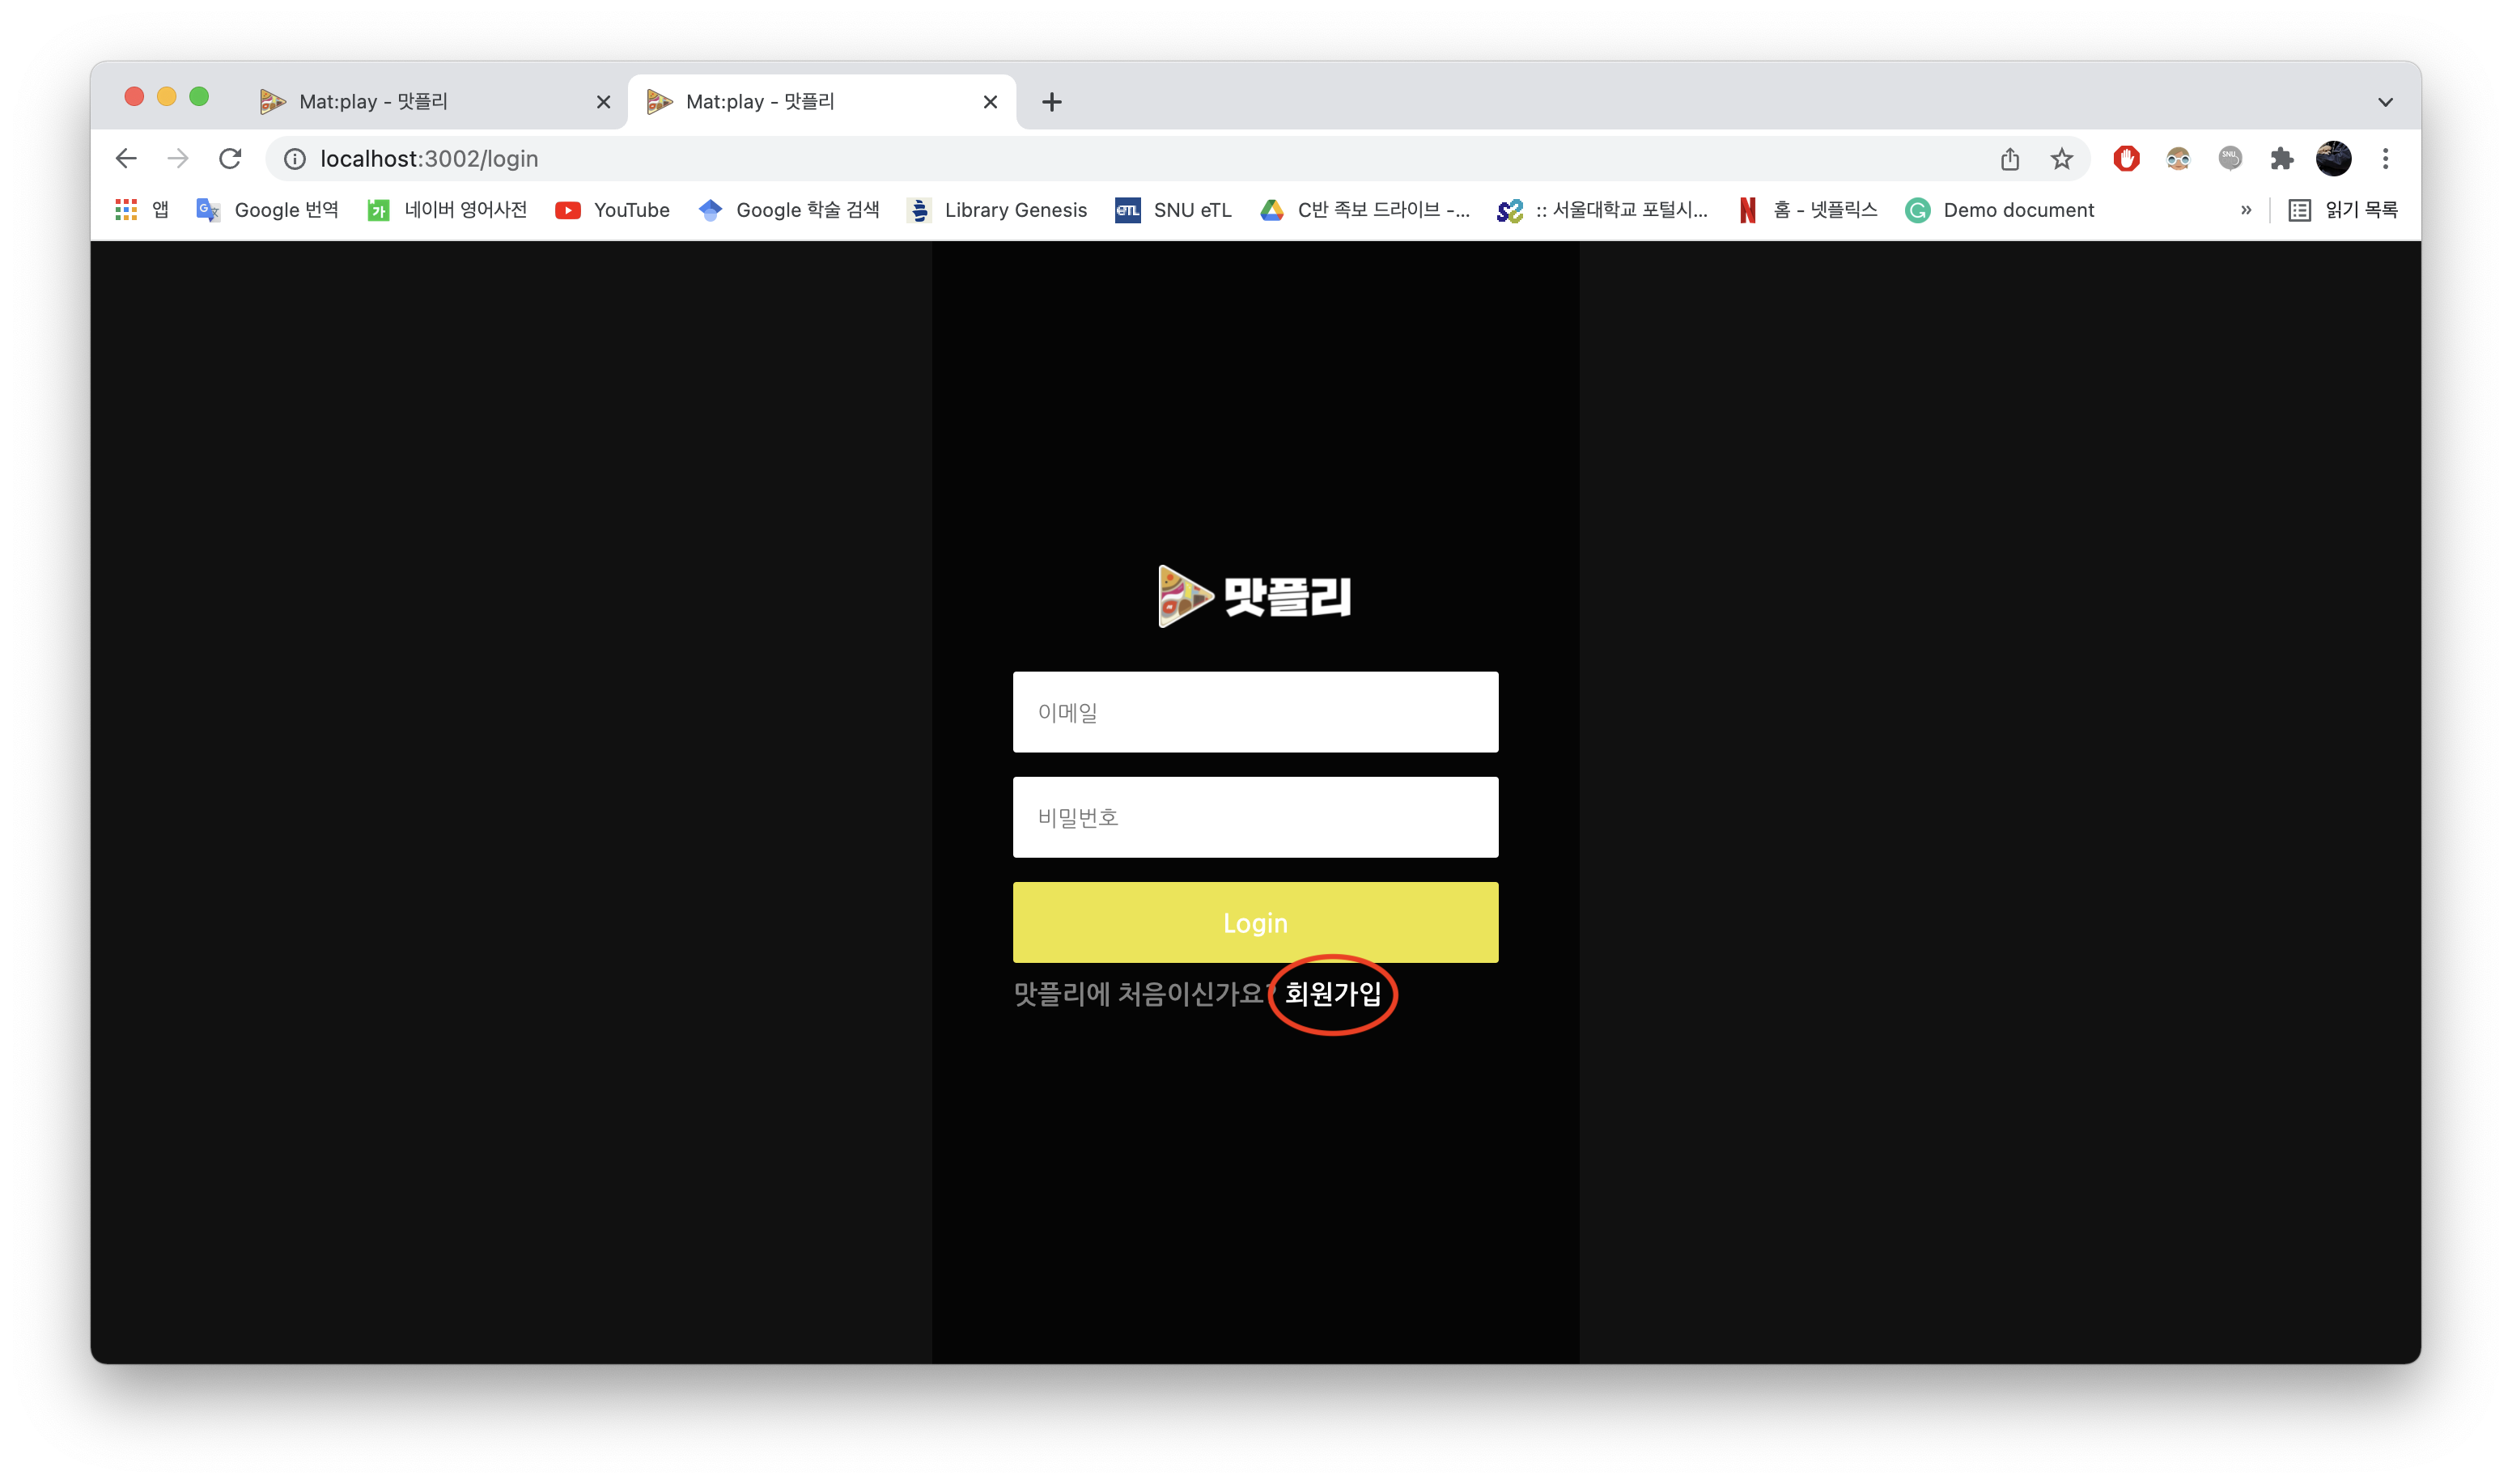 Mat:play - 맛플리
Mat:play - 맛플리
localhost:3002/login
앱 Google 번역 네이버 영어사전 YouTube Google 학술 검색 Library Genesis eTL SNU eTL C반 족보 드라이브 -... :: 서울대학교 포털시... 홈 - 넷플릭스 Demo document » 읽기 목록
맛플리
이메일
비밀번호
Login
맛플리에 처음이신가요? 회원가입